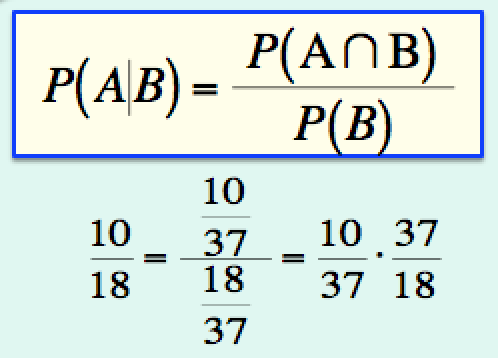 P(A|B) = P(A∩B) / P(B)
10/18 = (10/37) / (18/37) = 10/37 · 37/18